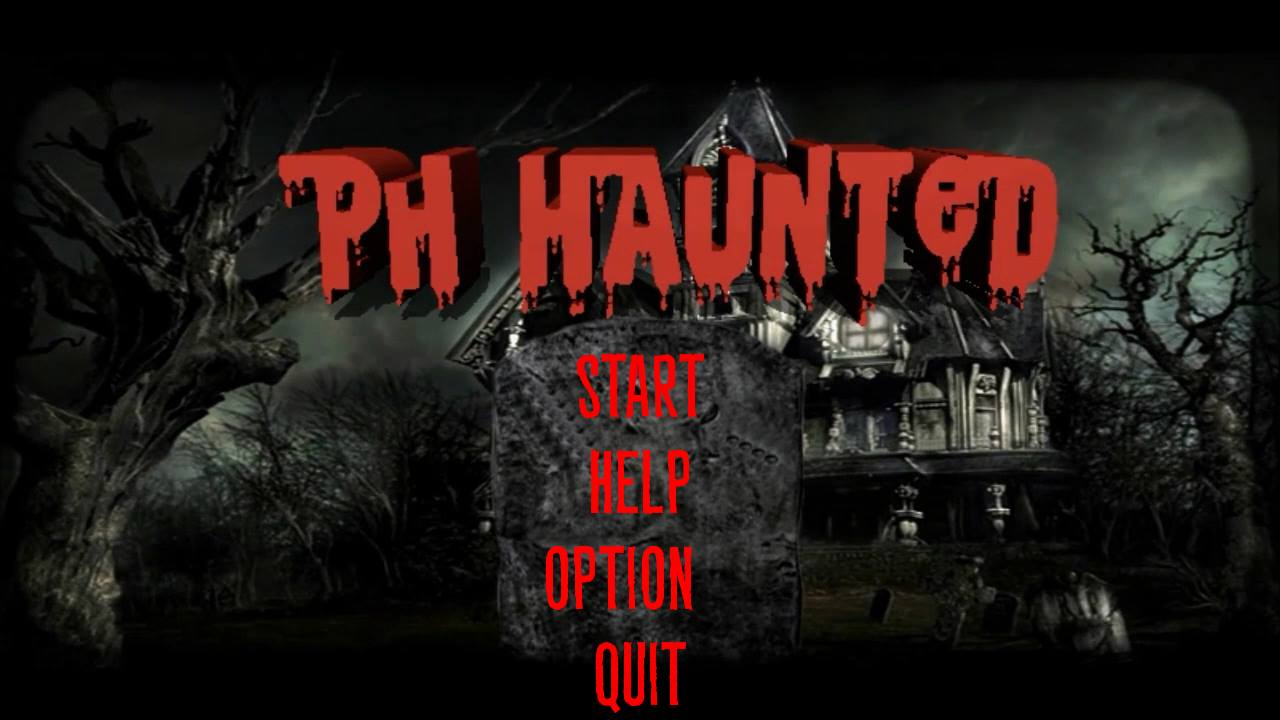 PH HAUNTeD
START
HELP
OPTION
QUIT